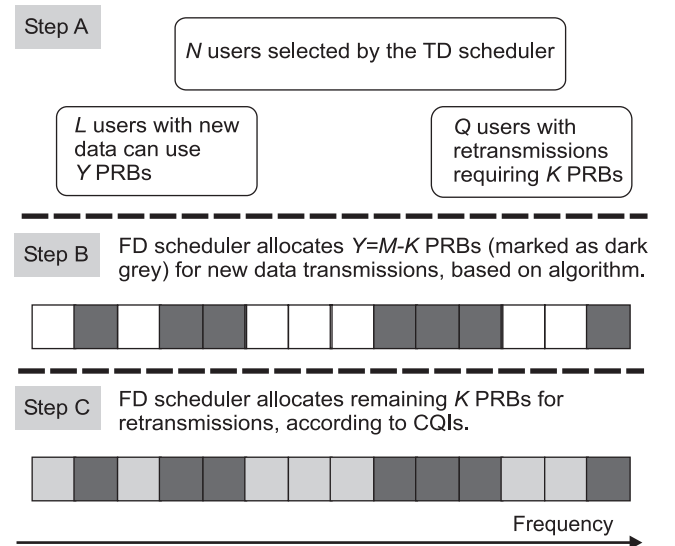 Step A
N users selected by the TD scheduler
L users with new
data can use
Y PRBs
Q users with
retransmissions
requiring K PRBs
Step B
FD scheduler allocates Y=M-K PRBs (marked as dark
grey) for new data transmissions, based on algorithm.
Step C
FD scheduler allocates remaining K PRBs for
retransmissions, according to CQIs.
Frequency